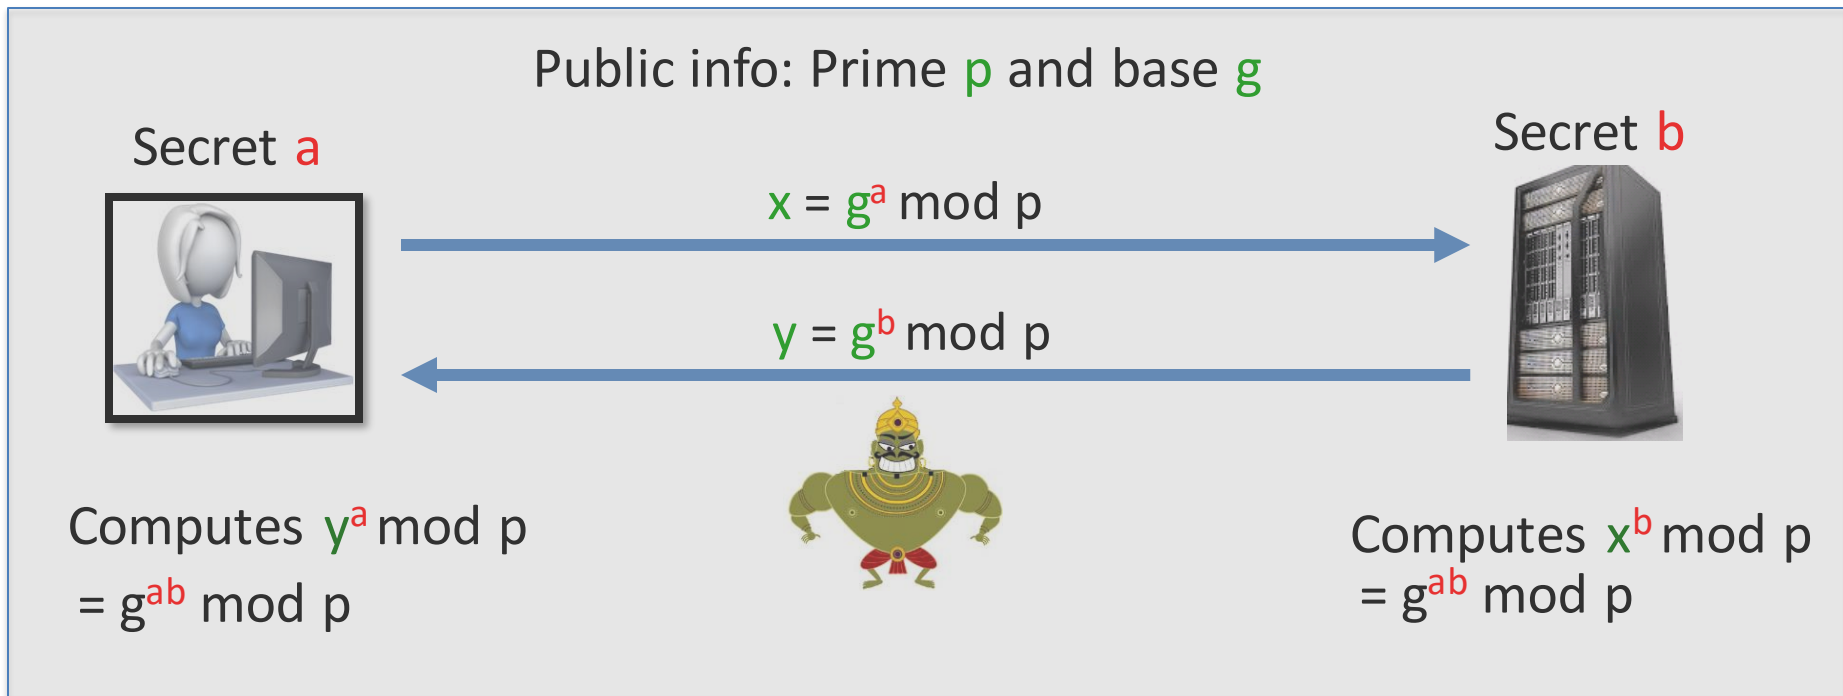 Public info: Prime p and base g
Secret a
Secret b
x = gᵃ mod p
y = gᵇ mod p
Computes yᵃ mod p
= gᵃᵇ mod p
Computes xᵇ mod p
= gᵃᵇ mod p